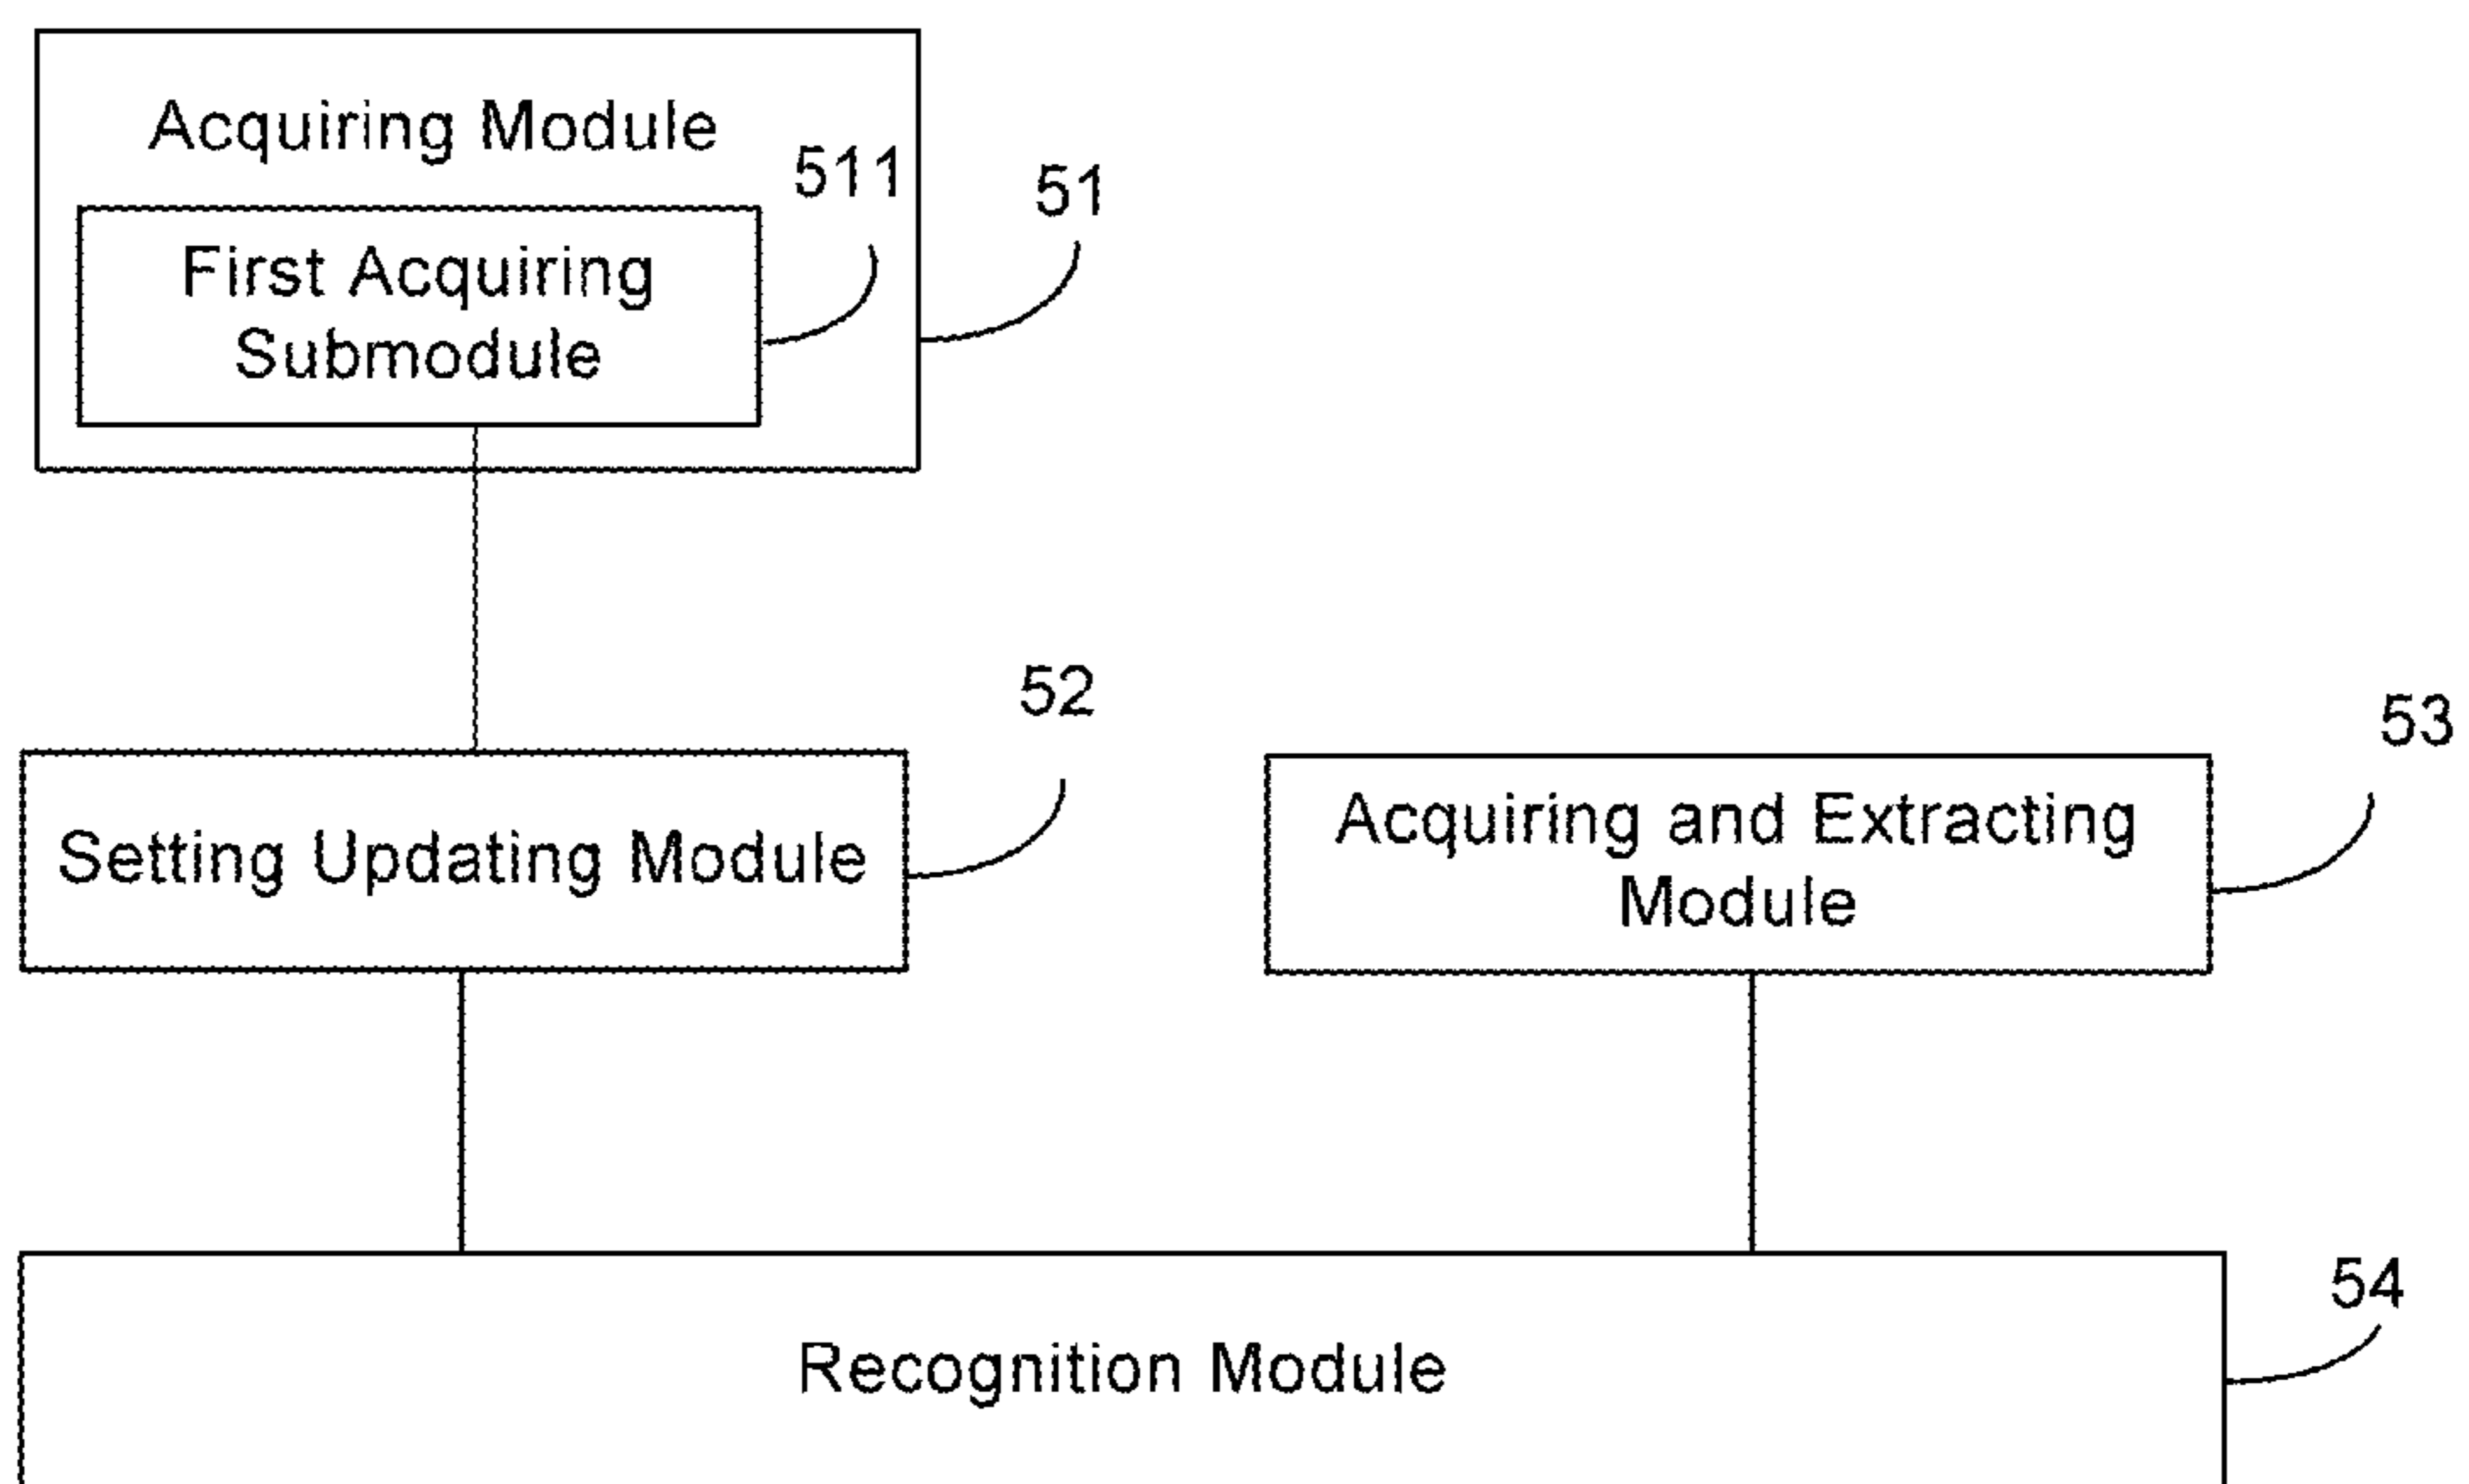 Acquiring Module
511
51
First Acquiring
Submodule
52
53
Setting Updating Module
Acquiring and Extracting
Module
54
Recognition Module